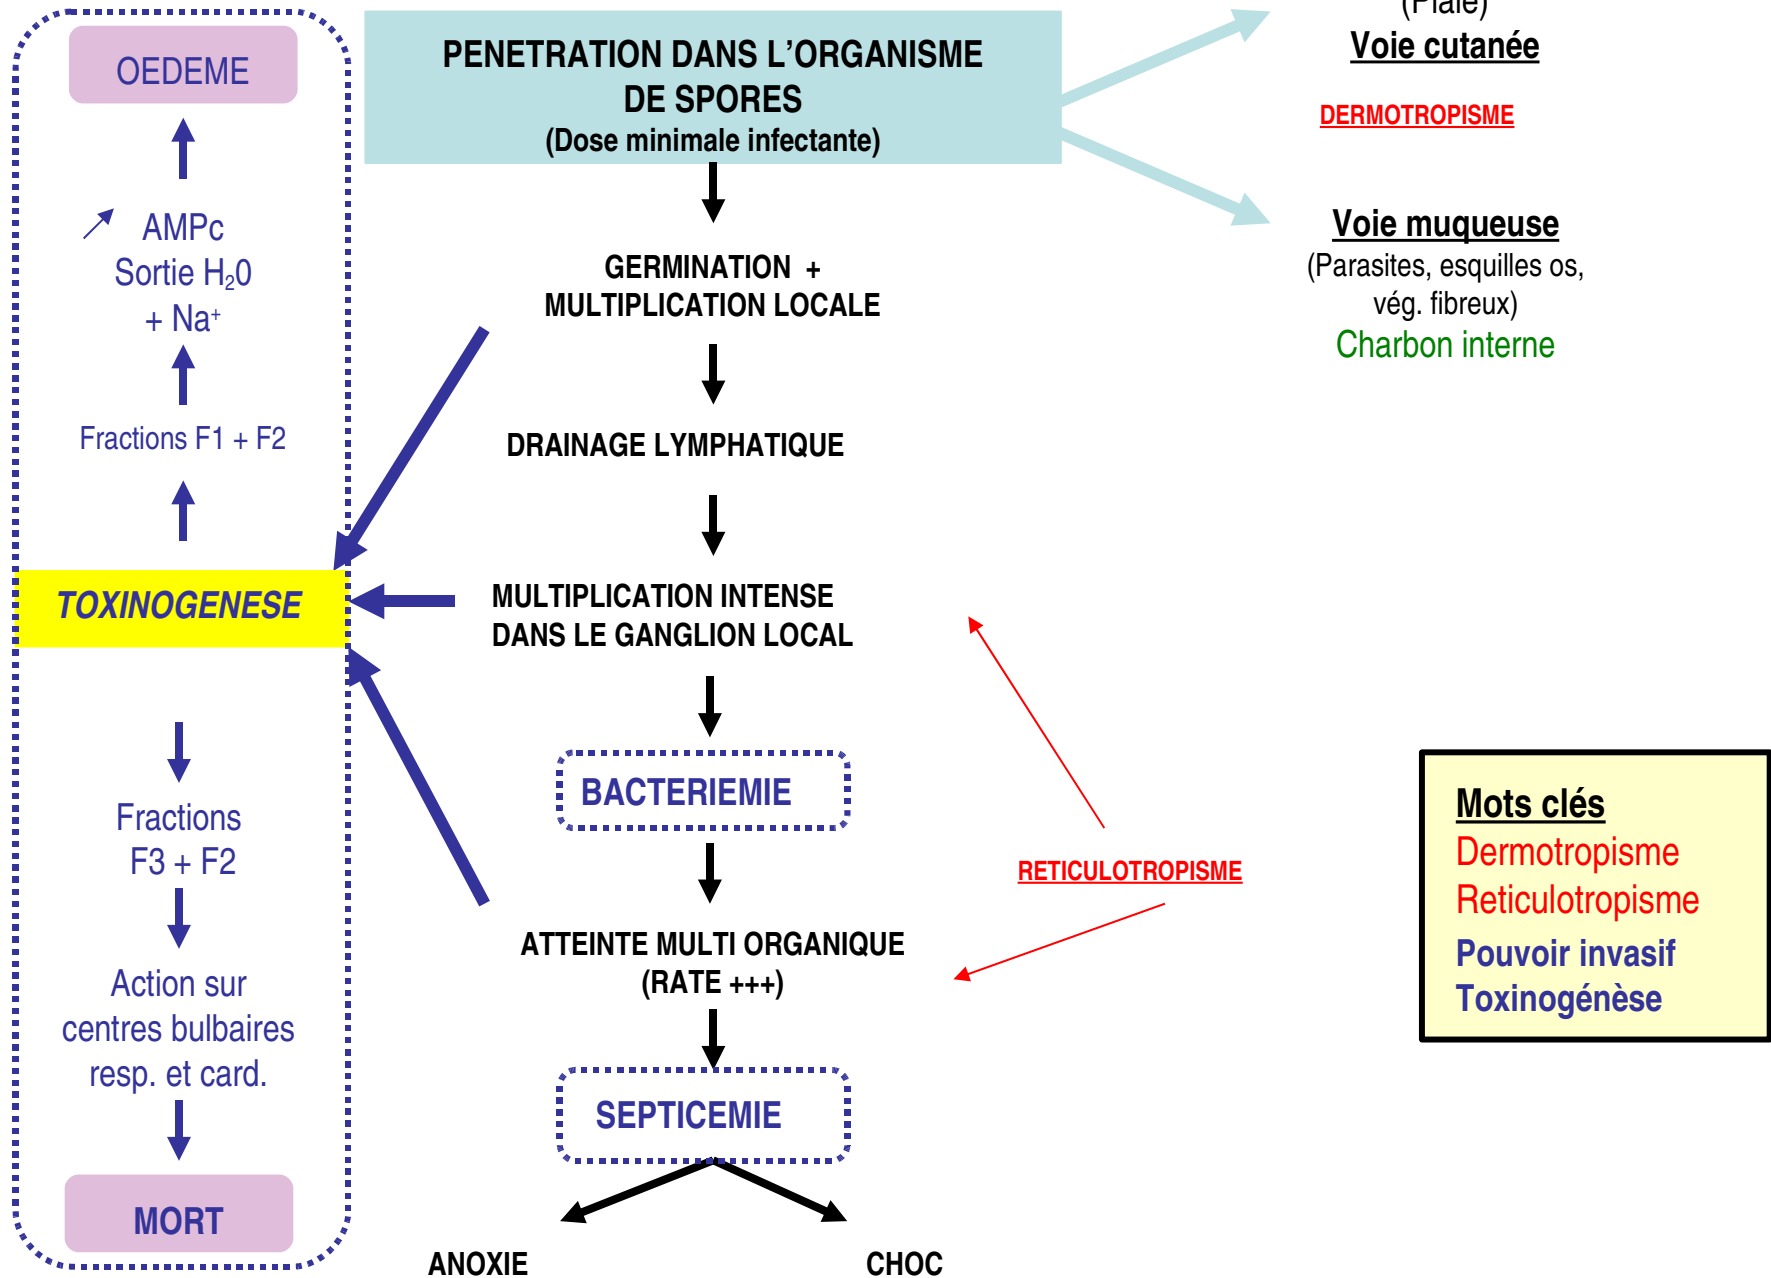 OEDEME
AMPc
Sortie H₂0
+ Na⁺
Fractions F1 + F2
TOXINOGENESE
Fractions
F3 + F2
Action sur
centres bulbaires
resp. et card.
MORT
PENETRATION DANS L’ORGANISME
DE SPORES
(Dose minimale infectante)
GERMINATION +
MULTIPLICATION LOCALE
DRAINAGE LYMPHATIQUE
MULTIPLICATION INTENSE
DANS LE GANGLION LOCAL
BACTERIEMIE
ATTEINTE MULTI ORGANIQUE
(RATE +++)
SEPTICEMIE
ANOXIE
CHOC
(Plaie)
Voie cutanée
DERMOTROPISME
Voie muqueuse
(Parasites, esquilles os,
vég. fibreux)
Charbon interne
RETICULOTROPISME
Mots clés
Dermotropisme
Reticulotropisme
Pouvoir invasif
Toxinogénèse